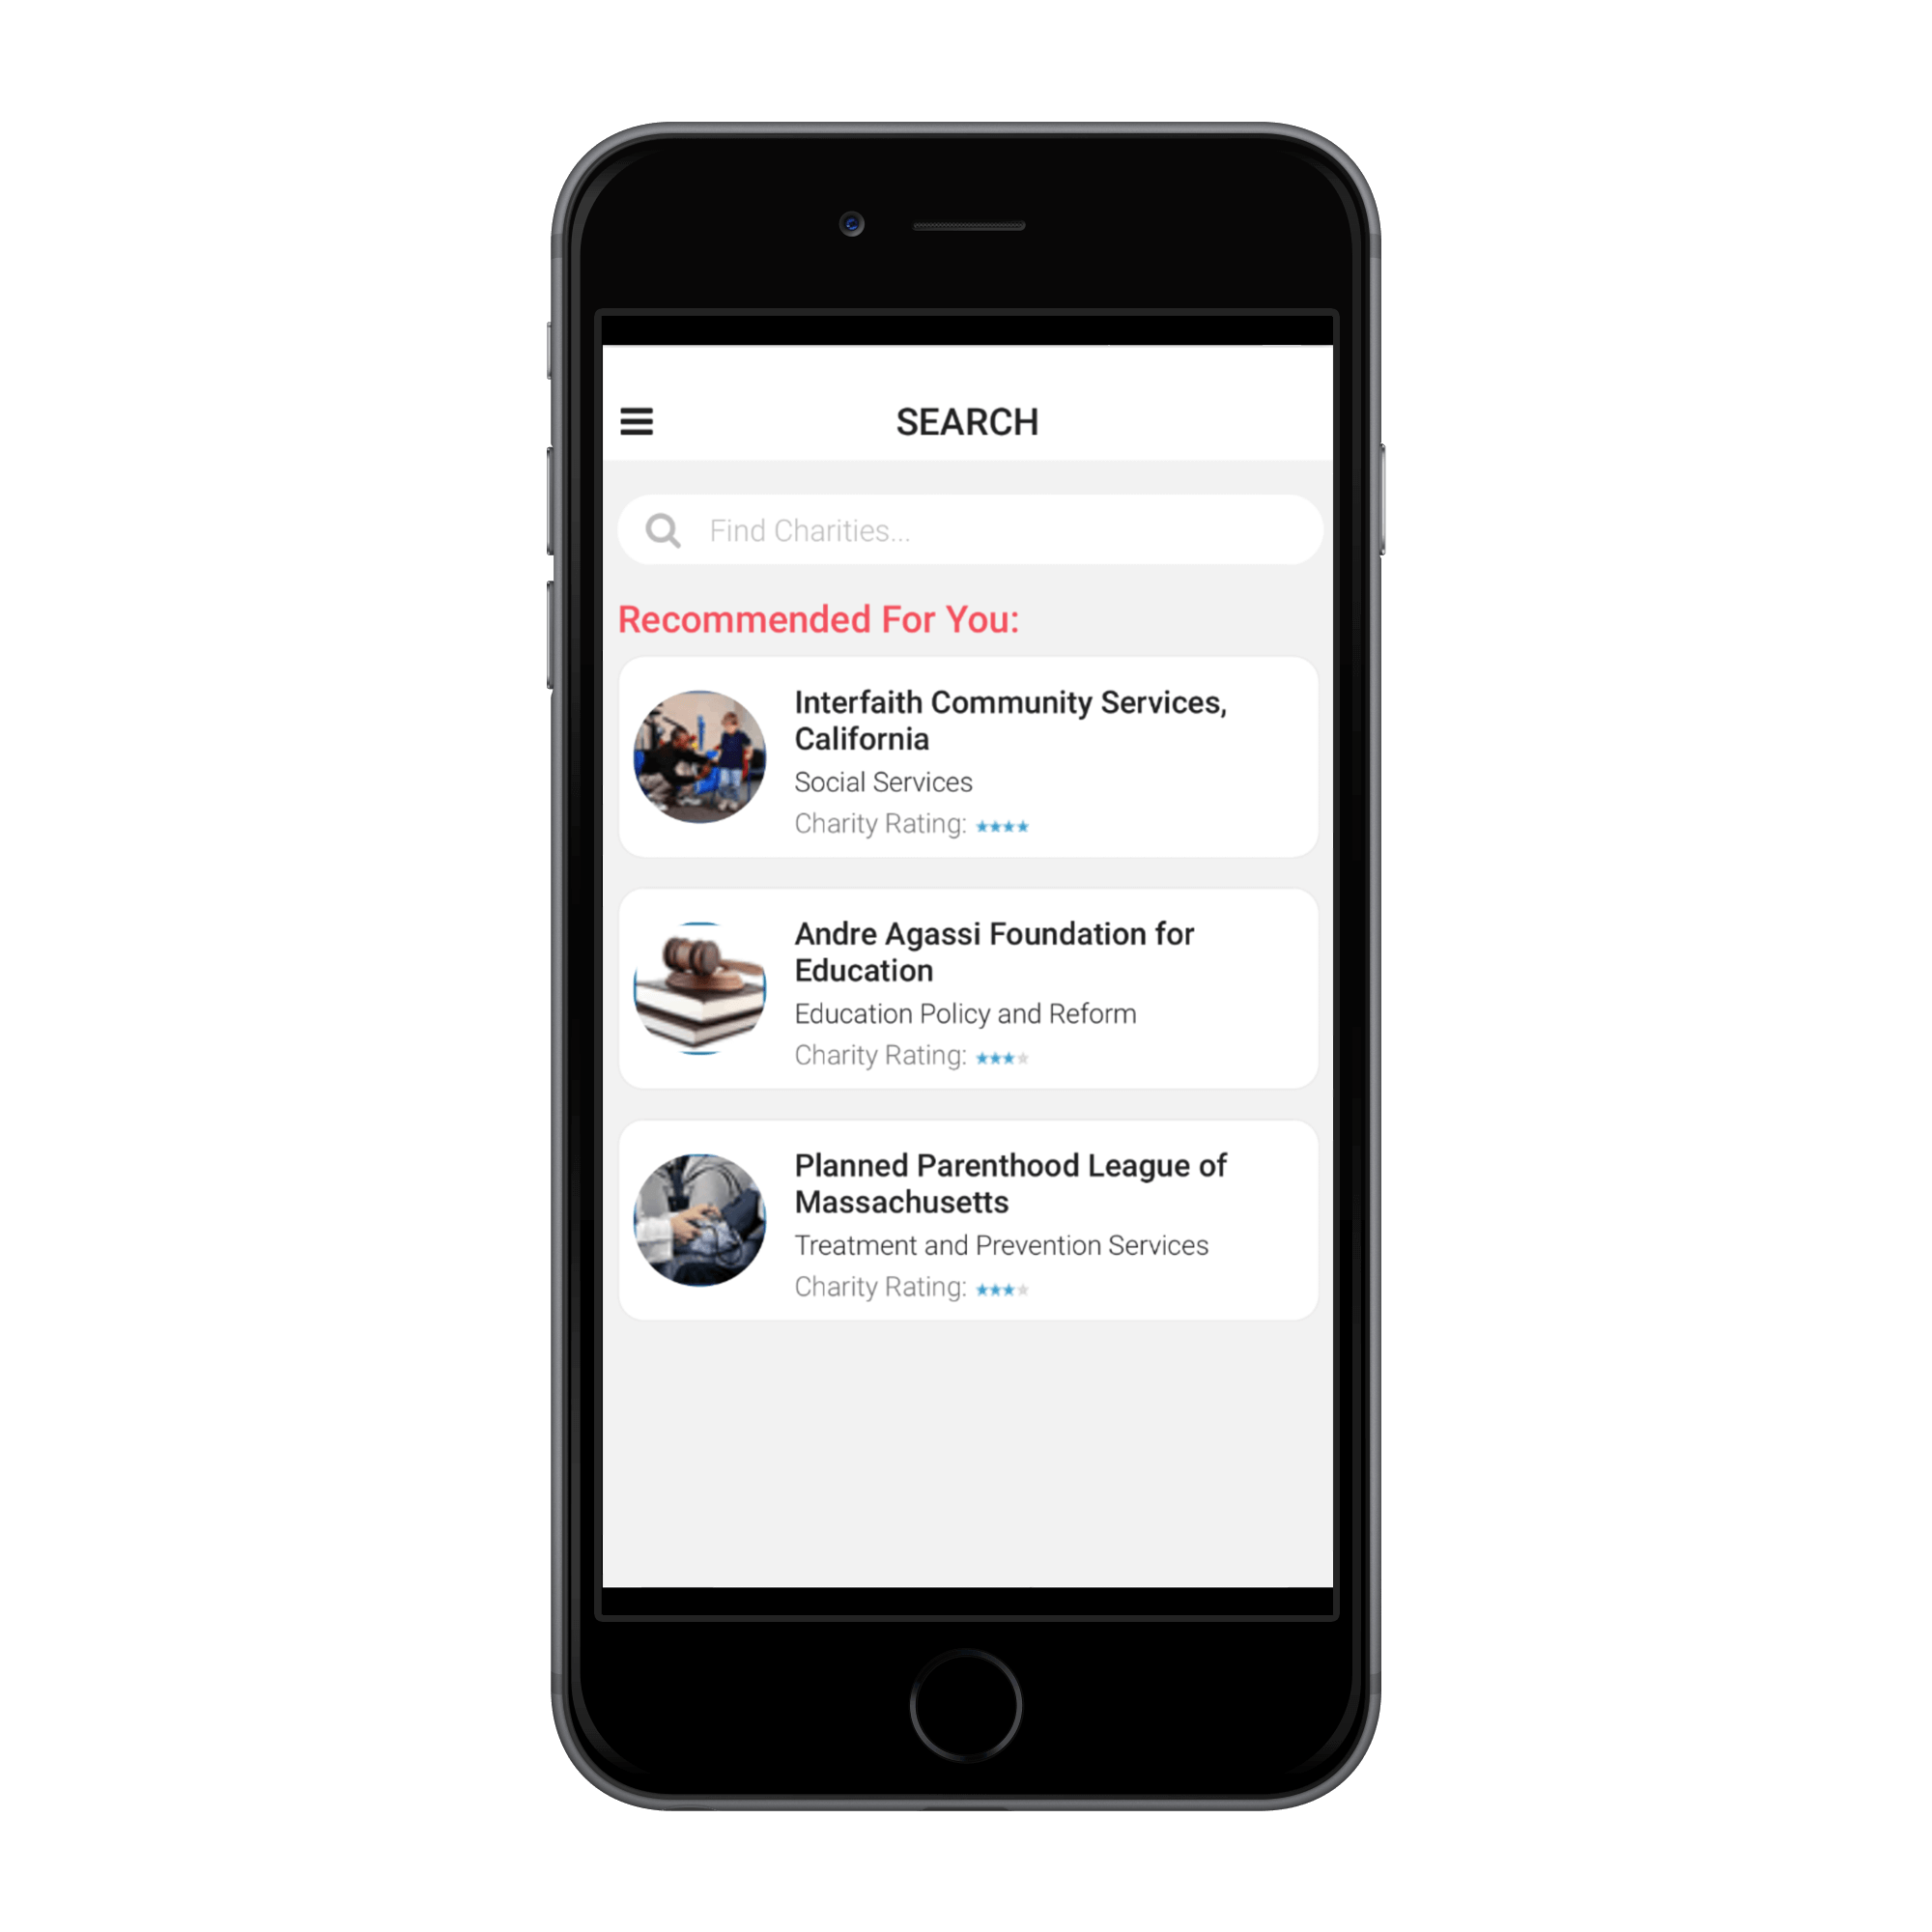 SEARCH
Find Charities...
Recommended For You:
Interfaith Community Services,
California
Social Services
Charity Rating:
Andre Agassi Foundation for
Education
Education Policy and Reform
Charity Rating:
Planned Parenthood League of
Massachusetts
Treatment and Prevention Services
Charity Rating: